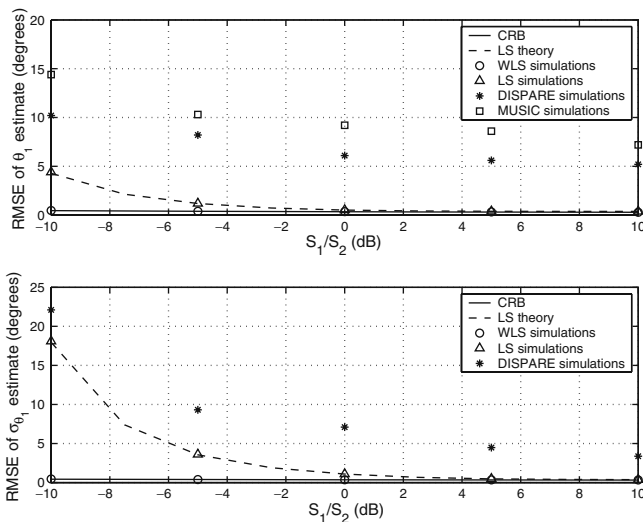 20
15
10
5
0
RMSE of θ₁ estimate (degrees)
CRB
LS theory
WLS simulations
LS simulations
DISPARE simulations
MUSIC simulations
−10 −8 −6 −4 −2 0 2 4 6 8 10
S₁/S₂ (dB)
25
20
15
10
5
0
RMSE of σ_θ₁ estimate (degrees)
CRB
LS theory
WLS simulations
LS simulations
DISPARE simulations
−10 −8 −6 −4 −2 0 2 4 6 8 10
S₁/S₂ (dB)